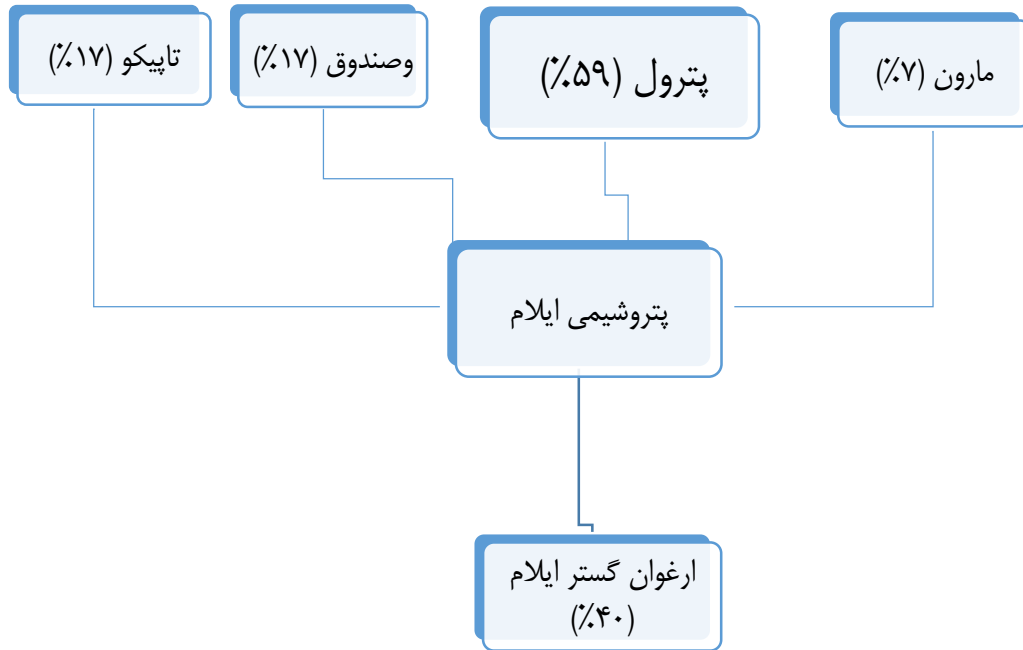 مارون (٪۷)
پترول (٪۵۹)
وصندوق (٪۱۷)
تاپیکو (٪۱۷)
پتروشیمی ایلام
ارغوان گستر ایلام
(٪۴۰)